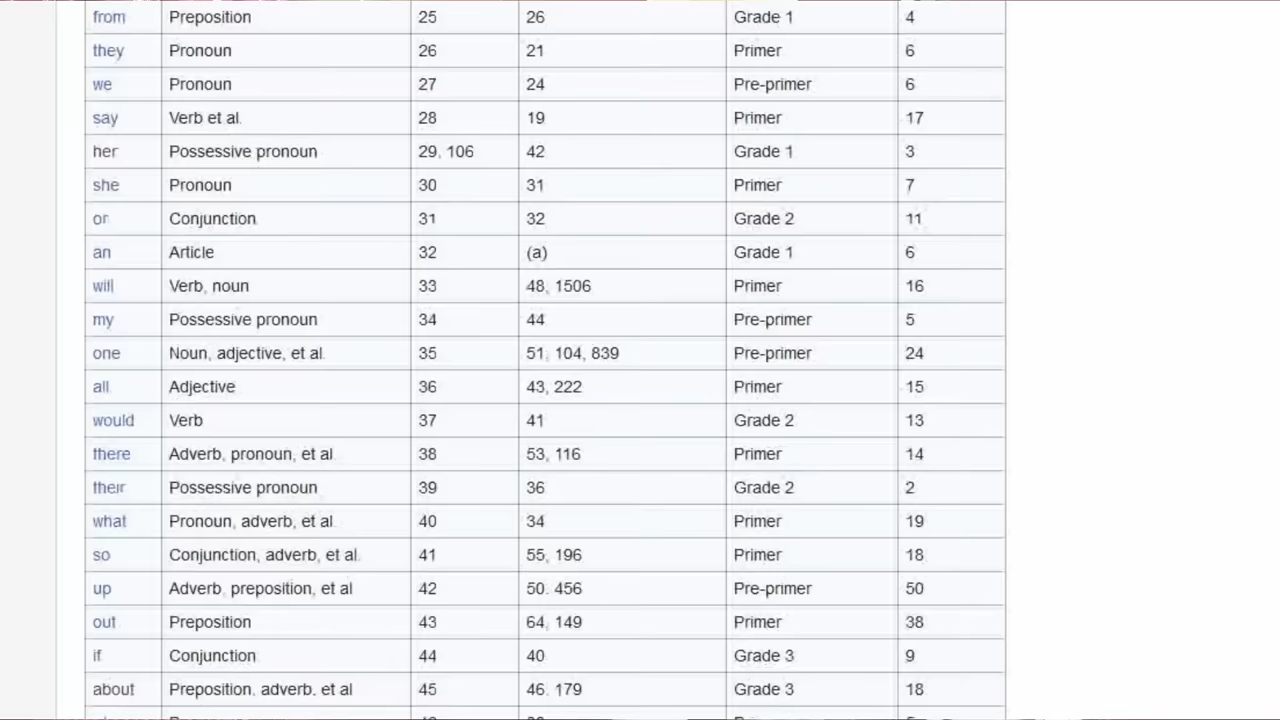 from Preposition 25 26 Grade 1 4
they Pronoun 26 21 Primer 6
we Pronoun 27 24 Pre-primer 6
say Verb et al. 28 19 Primer 17
her Possessive pronoun 29, 106 42 Grade 1 3
she Pronoun 30 31 Primer 7
or Conjunction 31 32 Grade 2 11
an Article 32 (a) Grade 1 6
will Verb, noun 33 48, 1506 Primer 16
my Possessive pronoun 34 44 Pre-primer 5
one Noun, adjective, et al. 35 51, 104, 839 Pre-primer 24
all Adjective 36 43, 222 Primer 15
would Verb 37 41 Grade 2 13
there Adverb, pronoun, et al. 38 53, 116 Primer 14
their Possessive pronoun 39 36 Grade 2 2
what Pronoun, adverb, et al. 40 34 Primer 19
so Conjunction, adverb, et al. 41 55, 196 Primer 18
up Adverb, preposition, et al 42 50, 456 Pre-primer 50
out Preposition 43 64, 149 Primer 38
if Conjunction 44 40 Grade 3 9
about Preposition, adverb, et al 45 46, 179 Grade 3 18